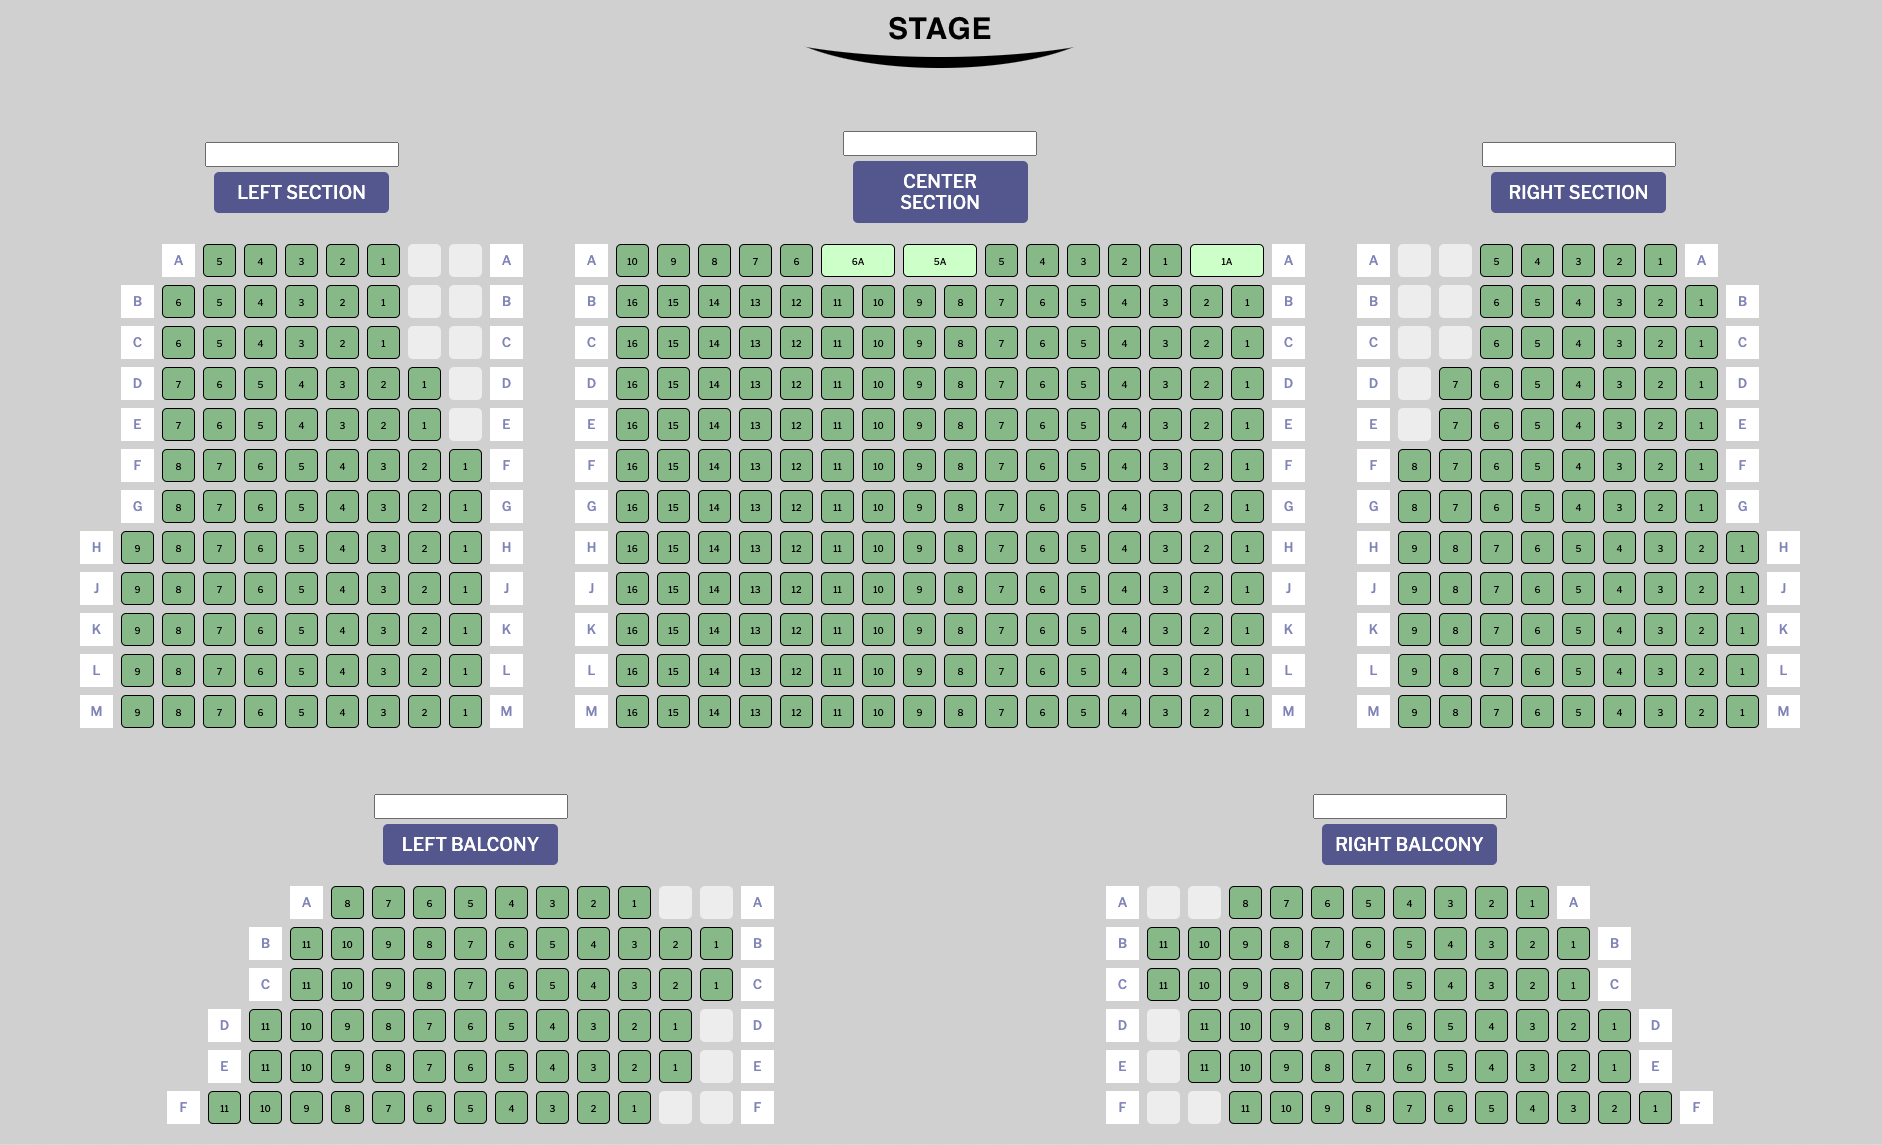 STAGE
LEFT SECTION
CENTER
SECTION
RIGHT SECTION
A 5 4 3 2 1 A A 10 9 8 7 6 6A 5A 5 4 3 2 1 1A A A 5 4 3 2 1 A
B 6 5 4 3 2 1 B B 16 15 14 13 12 11 10 9 8 7 6 5 4 3 2 1 B B 6 5 4 3 2 1 B
C 6 5 4 3 2 1 C C 16 15 14 13 12 11 10 9 8 7 6 5 4 3 2 1 C C 6 5 4 3 2 1 C
D 7 6 5 4 3 2 1 D D 16 15 14 13 12 11 10 9 8 7 6 5 4 3 2 1 D D 7 6 5 4 3 2 1 D
E 7 6 5 4 3 2 1 E E 16 15 14 13 12 11 10 9 8 7 6 5 4 3 2 1 E E 7 6 5 4 3 2 1 E
F 8 7 6 5 4 3 2 1 F F 16 15 14 13 12 11 10 9 8 7 6 5 4 3 2 1 F F 8 7 6 5 4 3 2 1 F
G 8 7 6 5 4 3 2 1 G G 16 15 14 13 12 11 10 9 8 7 6 5 4 3 2 1 G G 8 7 6 5 4 3 2 1 G
H 9 8 7 6 5 4 3 2 1 H H 16 15 14 13 12 11 10 9 8 7 6 5 4 3 2 1 H H 9 8 7 6 5 4 3 2 1 H
J 9 8 7 6 5 4 3 2 1 J J 16 15 14 13 12 11 10 9 8 7 6 5 4 3 2 1 J J 9 8 7 6 5 4 3 2 1 J
K 9 8 7 6 5 4 3 2 1 K K 16 15 14 13 12 11 10 9 8 7 6 5 4 3 2 1 K K 9 8 7 6 5 4 3 2 1 K
L 9 8 7 6 5 4 3 2 1 L L 16 15 14 13 12 11 10 9 8 7 6 5 4 3 2 1 L L 9 8 7 6 5 4 3 2 1 L
M 9 8 7 6 5 4 3 2 1 M M 16 15 14 13 12 11 10 9 8 7 6 5 4 3 2 1 M M 9 8 7 6 5 4 3 2 1 M
LEFT BALCONY
RIGHT BALCONY
A 8 7 6 5 4 3 2 1 A A 8 7 6 5 4 3 2 1 A
B 11 10 9 8 7 6 5 4 3 2 1 B B 11 10 9 8 7 6 5 4 3 2 1 B
C 11 10 9 8 7 6 5 4 3 2 1 C C 11 10 9 8 7 6 5 4 3 2 1 C
D 11 10 9 8 7 6 5 4 3 2 1 D D 11 10 9 8 7 6 5 4 3 2 1 D
E 11 10 9 8 7 6 5 4 3 2 1 E E 11 10 9 8 7 6 5 4 3 2 1 E
F 11 10 9 8 7 6 5 4 3 2 1 F F 11 10 9 8 7 6 5 4 3 2 1 F